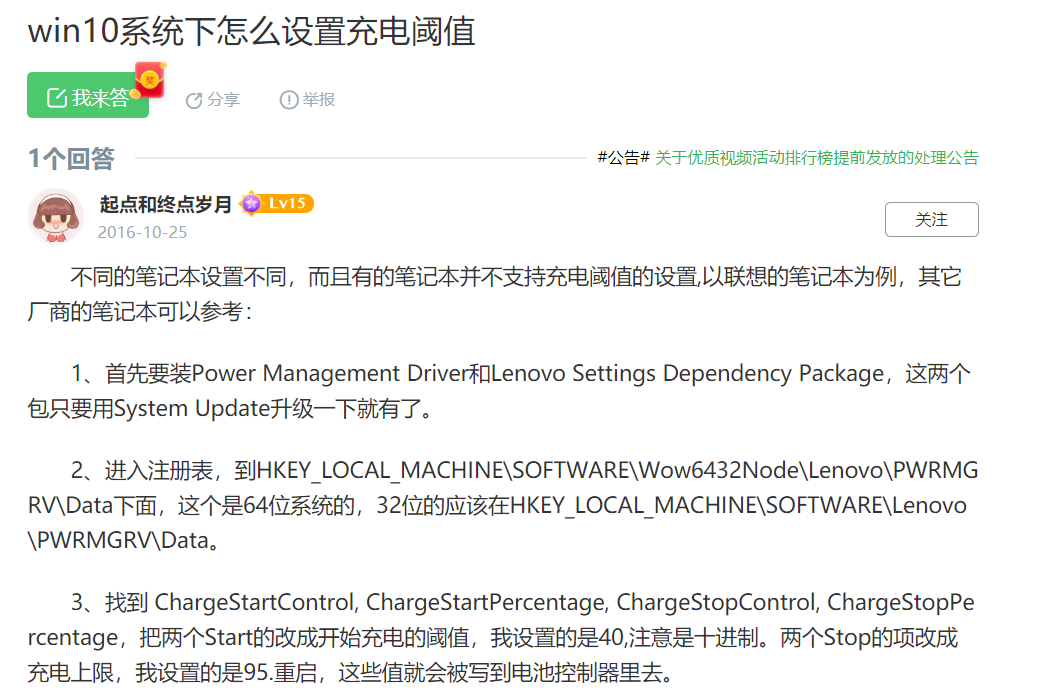 win10系统下怎么设置充电阈值
奖
我来答
分享
举报
1个回答
#公告# 关于优质视频活动排行榜提前发放的处理公告
起点和终点岁月 Lv15
2016-10-25
关注
不同的笔记本设置不同，而且有的笔记本并不支持充电阈值的设置,以联想的笔记本为例，其它
厂商的笔记本可以参考：
1、首先要装Power Management Driver和Lenovo Settings Dependency Package，这两个
包只要用System Update升级一下就有了。
2、进入注册表，到HKEY_LOCAL_MACHINE\SOFTWARE\Wow6432Node\Lenovo\PWRMG
RV\Data下面，这个是64位系统的，32位的应该在HKEY_LOCAL_MACHINE\SOFTWARE\Lenovo
\PWRMGRV\Data。
3、找到 ChargeStartControl, ChargeStartPercentage, ChargeStopControl, ChargeStopPe
rcentage，把两个Start的改成开始充电的阈值，我设置的是40,注意是十进制。两个Stop的项改成
充电上限，我设置的是95.重启，这些值就会被写到电池控制器里去。